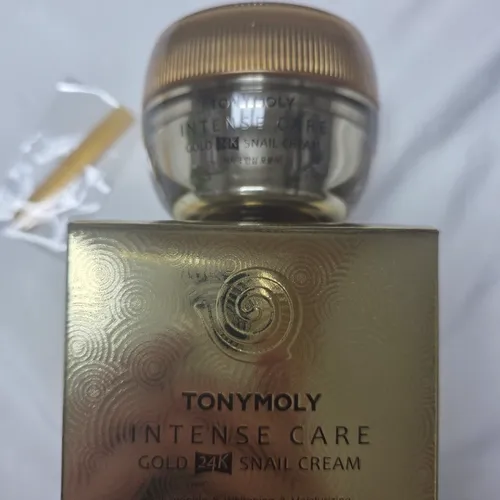 TONYMOLY
INTENSE CARE
GOLD 24K SNAIL CREAM
TONYMOLY
INTENSE CARE
GOLD 24K SNAIL CREAM